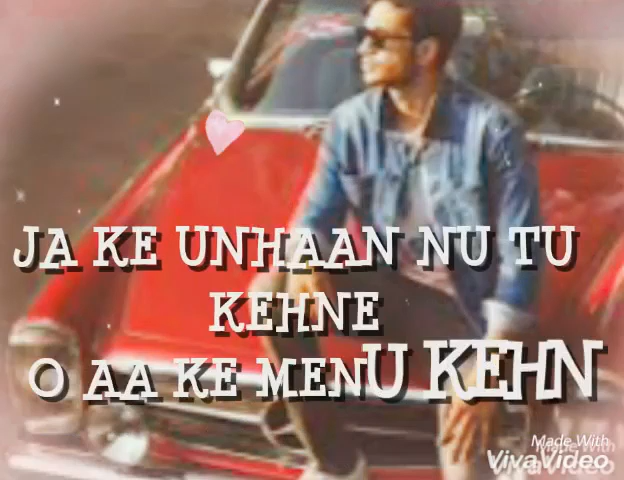 JA KE UNHAAN NU TU
KEHNE
O AA KE MENU KEHN
Made With
VivaVideo